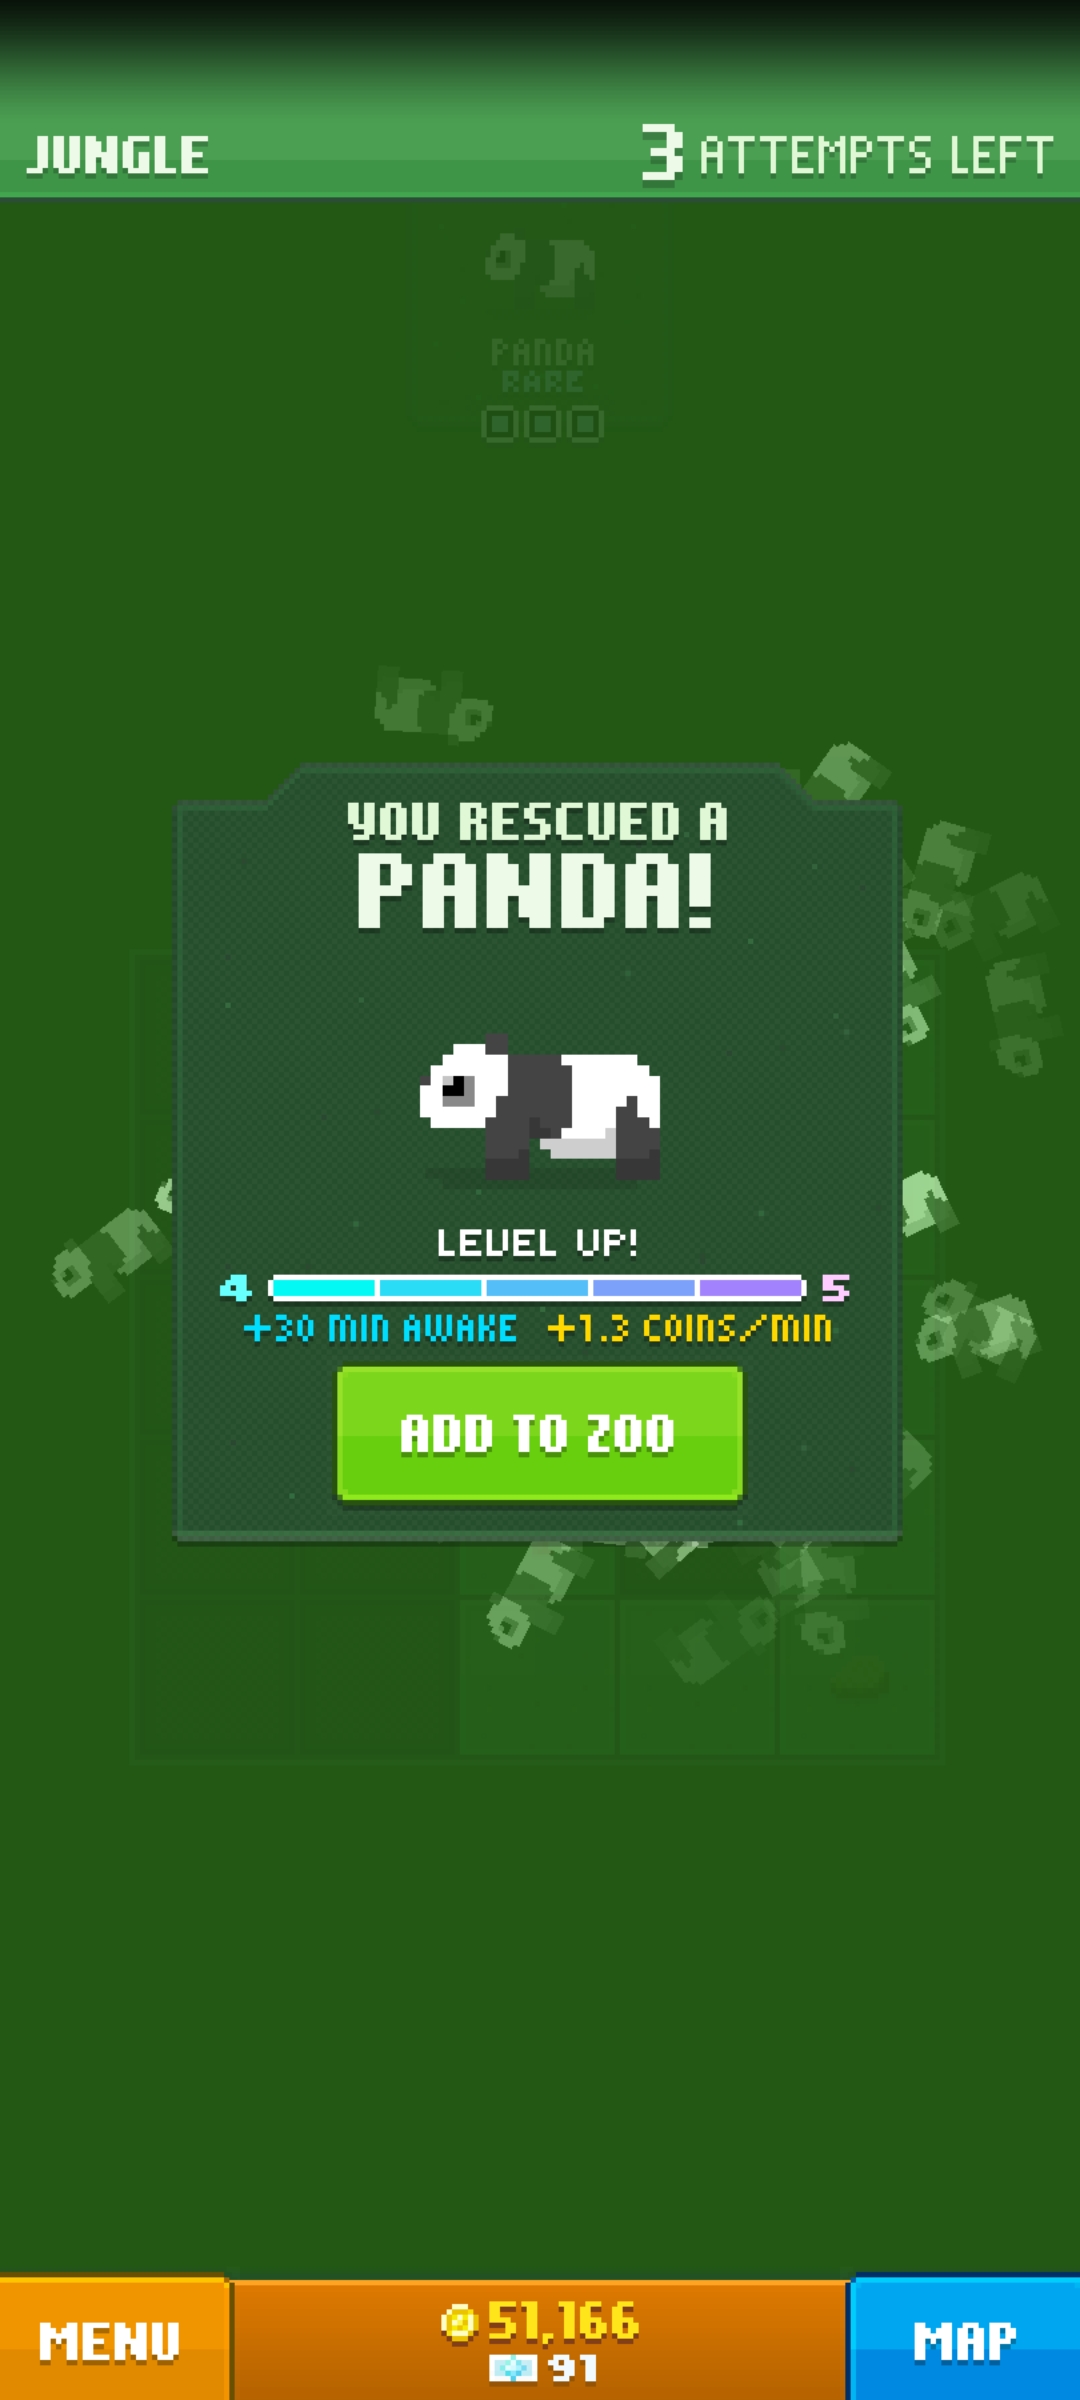 JUNGLE
3 ATTEMPTS LEFT
PANDA
RARE
YOU RESCUED A
PANDA!
LEVEL UP!
4 5
+30 MIN AWAKE +1.3 COINS/MIN
ADD TO ZOO
MENU
51,166
91
MAP